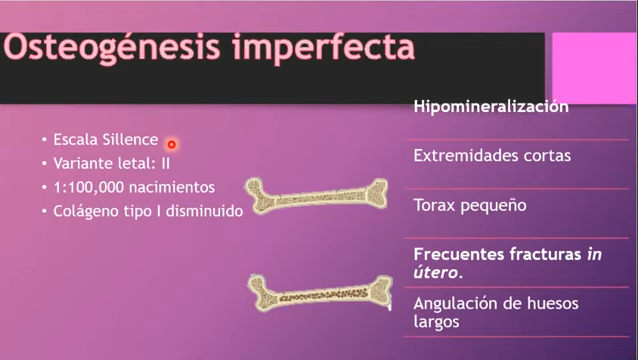 Osteogénesis imperfecta
• Escala Sillence
• Variante letal: II
• 1:100,000 nacimientos
• Colágeno tipo I disminuido
Hipomineralización
Extremidades cortas
Torax pequeño
Frecuentes fracturas in
útero.
Angulación de huesos
largos